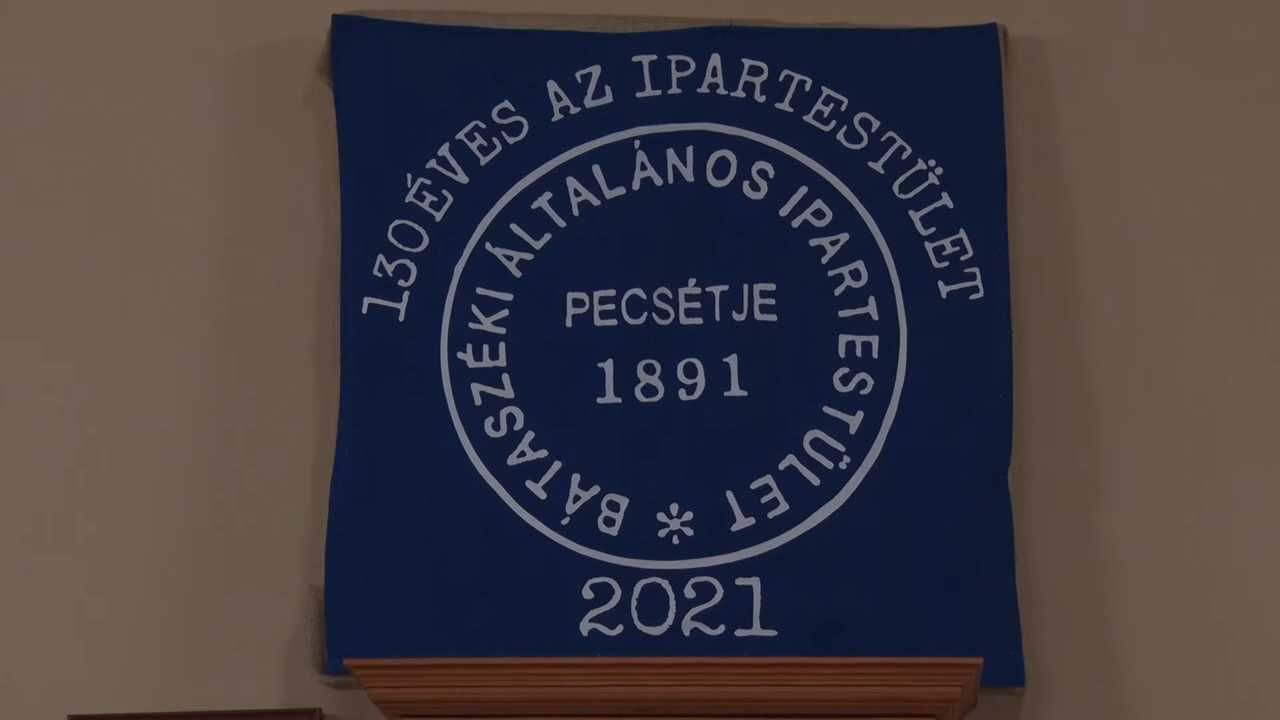 130 ÉVES AZ IPARTESTÜLET
BÁTASZÉKI ÁLTALÁNOS IPARTESTÜLET *
PECSÉTJE
1891
2021